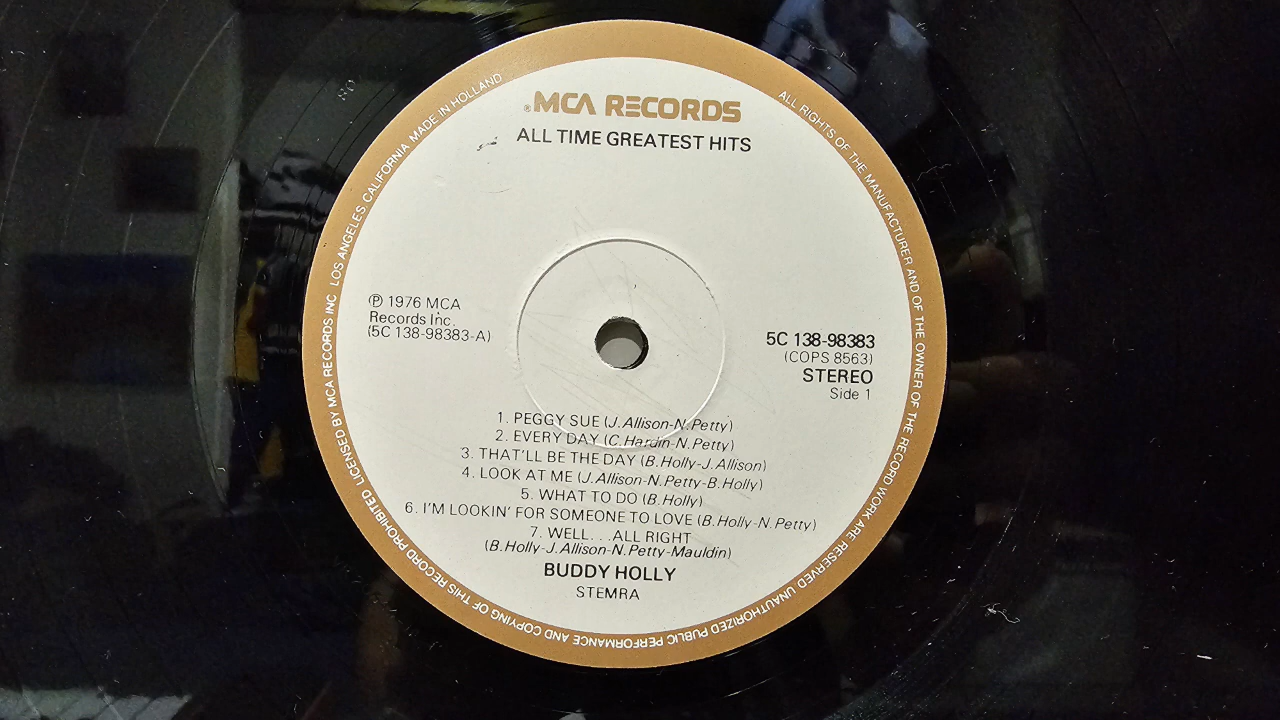 ®MCA RECORDS
ALL TIME GREATEST HITS
℗ 1976 MCA
Records Inc.
(5C 138-98383-A)
5C 138-98383
(COPS 8563)
STEREO
Side 1
1. PEGGY SUE (J.Allison-N.Petty)
2. EVERY DAY (C.Hardin-N.Petty)
3. THAT'LL BE THE DAY (B.Holly-J.Allison)
4. LOOK AT ME (J.Allison-N.Petty-B.Holly)
5. WHAT TO DO (B.Holly)
6. I'M LOOKIN' FOR SOMEONE TO LOVE (B.Holly-N.Petty)
7. WELL...ALL RIGHT
(B.Holly-J.Allison-N.Petty-Mauldin)
BUDDY HOLLY
STEMRA
ALL RIGHTS OF THE MANUFACTURER AND OF THE OWNER OF THE RECORD WORK ARE RESERVED. UNAUTHORIZED PUBLIC PERFORMANCE AND COPYING OF THIS RECORD PROHIBITED LICENSED BY MCA RECORDS INC LOS ANGELES, CALIFORNIA MADE IN HOLLAND